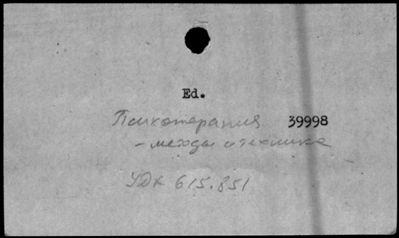 Ed.
Психотерапия 39998
- методы и техника
УДК 615.851